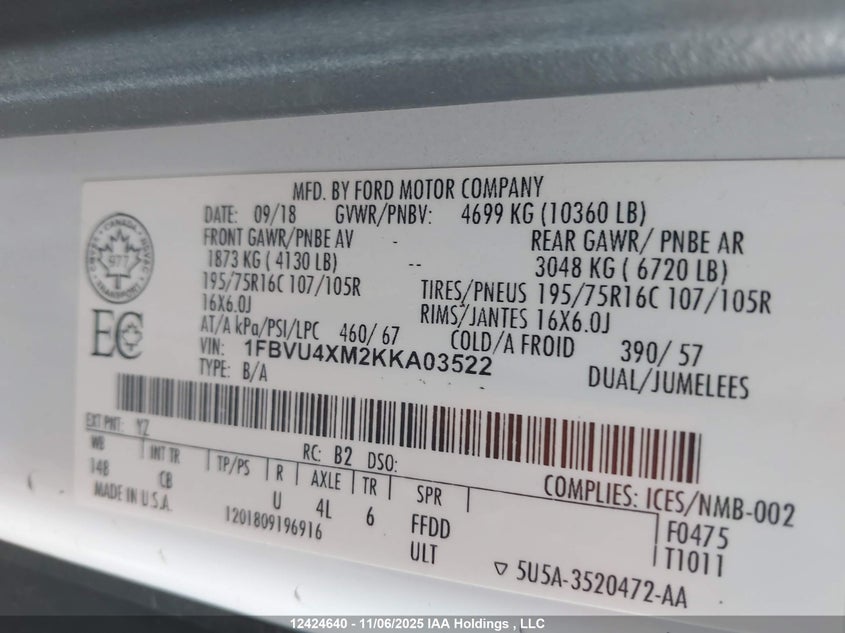 MFD. BY FORD MOTOR COMPANY
DATE: 09/18 GVWR/PNBV: 4699 KG (10360 LB)
FRONT GAWR/PNBE AV - REAR GAWR/ PNBE AR
1873 KG ( 4130 LB) -- 3048 KG ( 6720 LB)
195/75R16C 107/105R TIRES/PNEUS 195/75R16C 107/105R
16X6.0J RIMS/JANTES 16X6.0J
AT/A kPa/PSI/LPC 460/ 67 COLD/A FROID 390/ 57
VIN: 1FBVU4XM2KKA03522 DUAL/JUMELEES
TYPE: B/A
CANADA
977
TRANSPORT
EC
EXT PNT: YZ RC: B2 DSO: COMPLIES: ICES/NMB-002
WB INT TR TP/PS R AXLE TR SPR F0475
148 CB U 4L 6 FFDD T1011
ULT
MADE IN U.S.A. 1201809196916 ▽ 5U5A-3520472-AA
12424640 - 11/06/2025 IAA Holdings , LLC